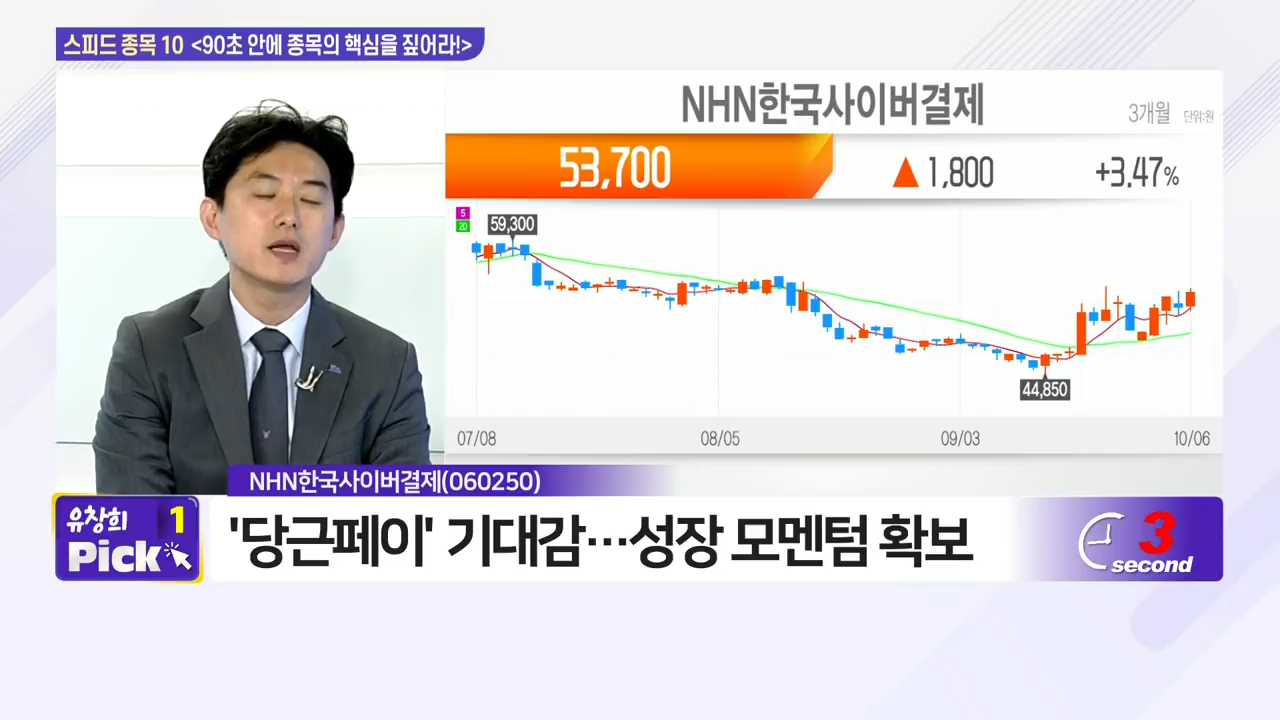 스피드 종목 10 <90초 안에 종목의 핵심을 짚어라!>
NHN한국사이버결제
3개월 단위:원
53,700 ▲ 1,800 +3.47%
5
20
59,300
44,850
07/08 08/05 09/03 10/06
NHN한국사이버결제(060250)
유창희 1
Pick
'당근페이' 기대감…성장 모멘텀 확보
3
second